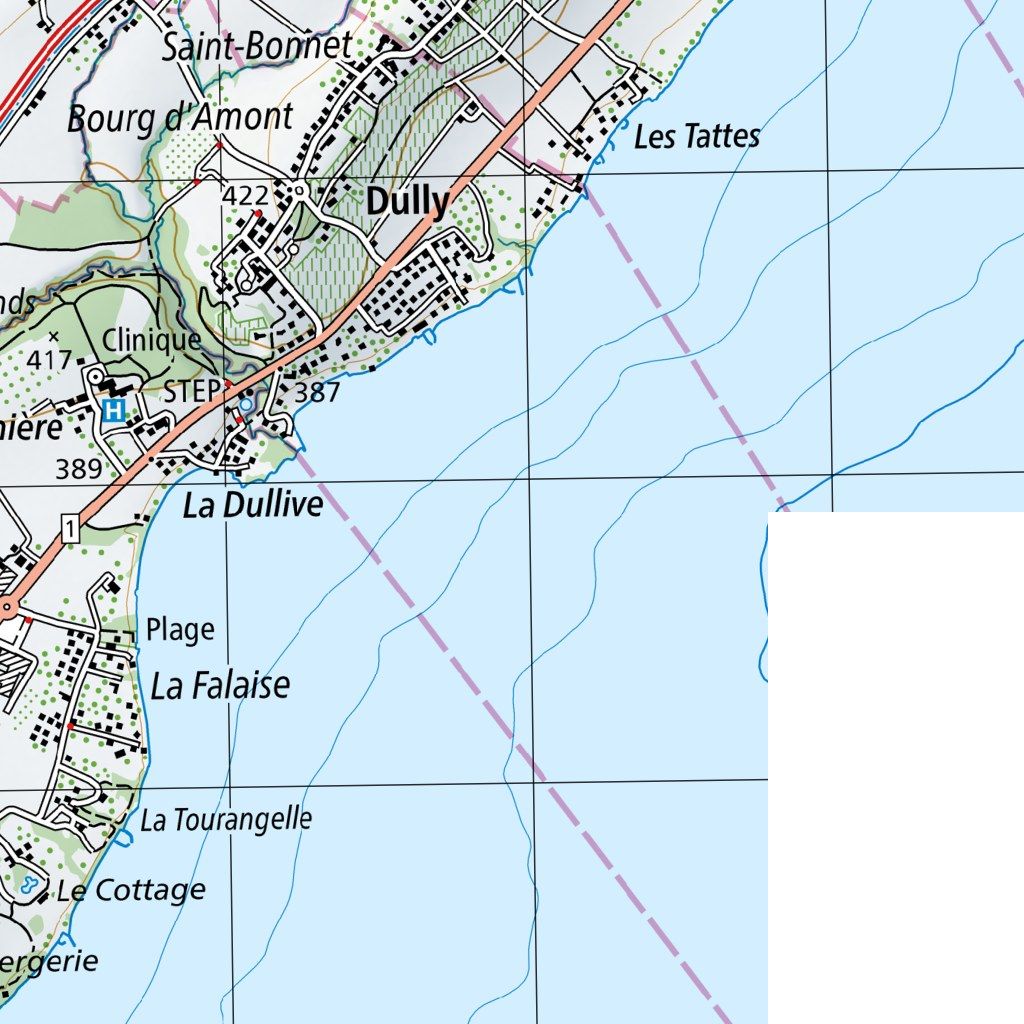 Saint-Bonnet
Bourg d'Amont
Les Tattes
422
Dully
nds
Clinique
417
STEP
387
H
nière
389
La Dullive
1
Plage
La Falaise
La Tourangelle
Le Cottage
ergerie